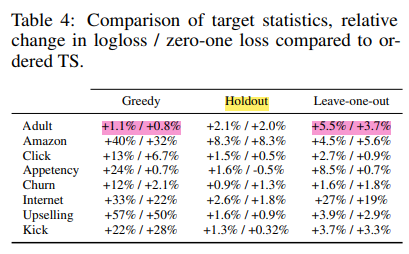 Table 4: Comparison of target statistics, relative
change in logloss / zero-one loss compared to or-
dered TS.
Greedy Holdout Leave-one-out
Adult +1.1% / +0.8% +2.1% / +2.0% +5.5% / +3.7%
Amazon +40% / +32% +8.3% / +8.3% +4.5% / +5.6%
Click +13% / +6.7% +1.5% / +0.5% +2.7% / +0.9%
Appetency +24% / +0.7% +1.6% / -0.5% +8.5% / +0.7%
Churn +12% / +2.1% +0.9% / +1.3% +1.6% / +1.8%
Internet +33% / +22% +2.6% / +1.8% +27% / +19%
Upselling +57% / +50% +1.6% / +0.9% +3.9% / +2.9%
Kick +22% / +28% +1.3% / +0.32% +3.7% / +3.3%